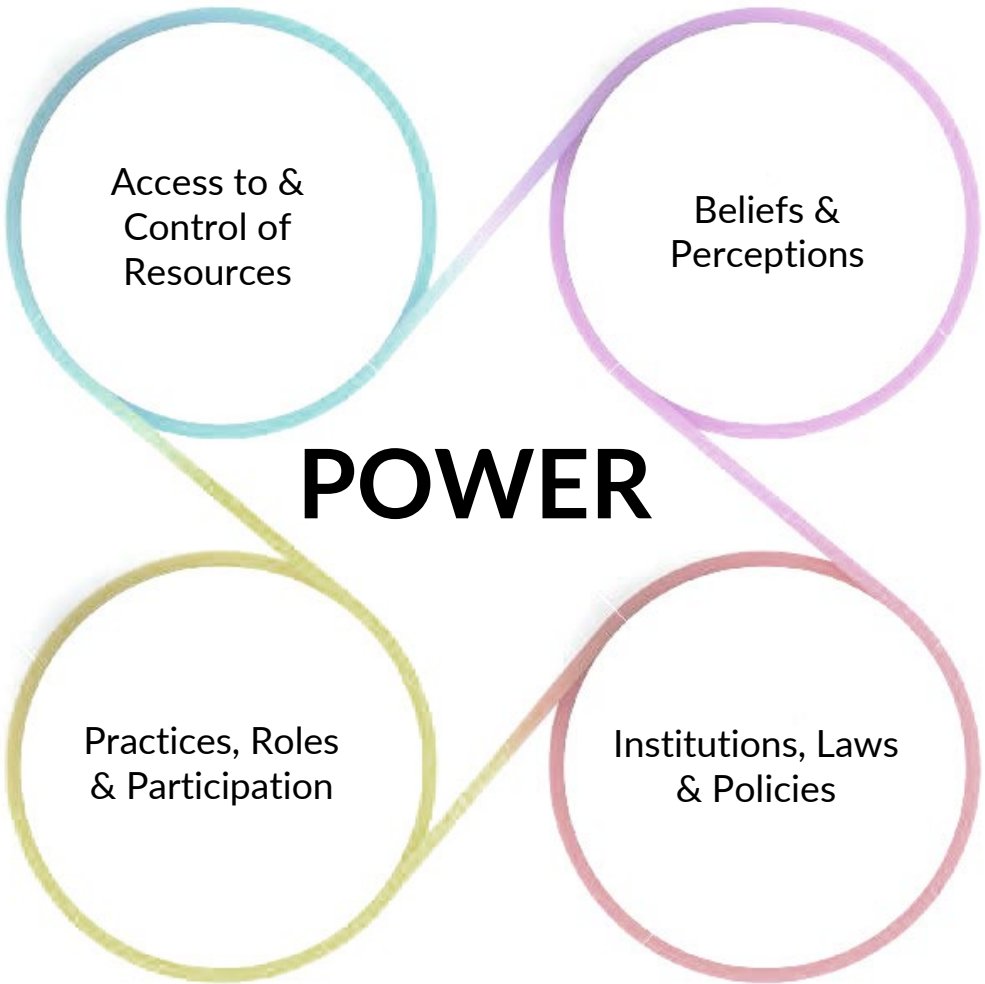 Access to &
Control of
Resources
Beliefs &
Perceptions
POWER
Practices, Roles
& Participation
Institutions, Laws
& Policies